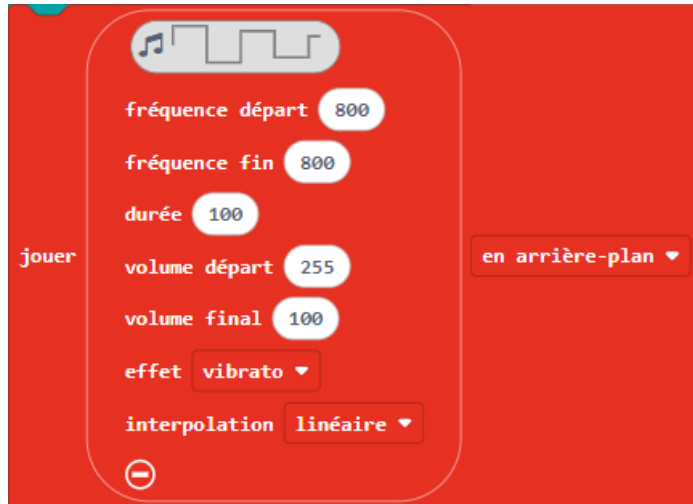 fréquence départ 800
fréquence fin 800
durée 100
jouer
volume départ 255
en arrière-plan
volume final 100
effet vibrato
interpolation linéaire